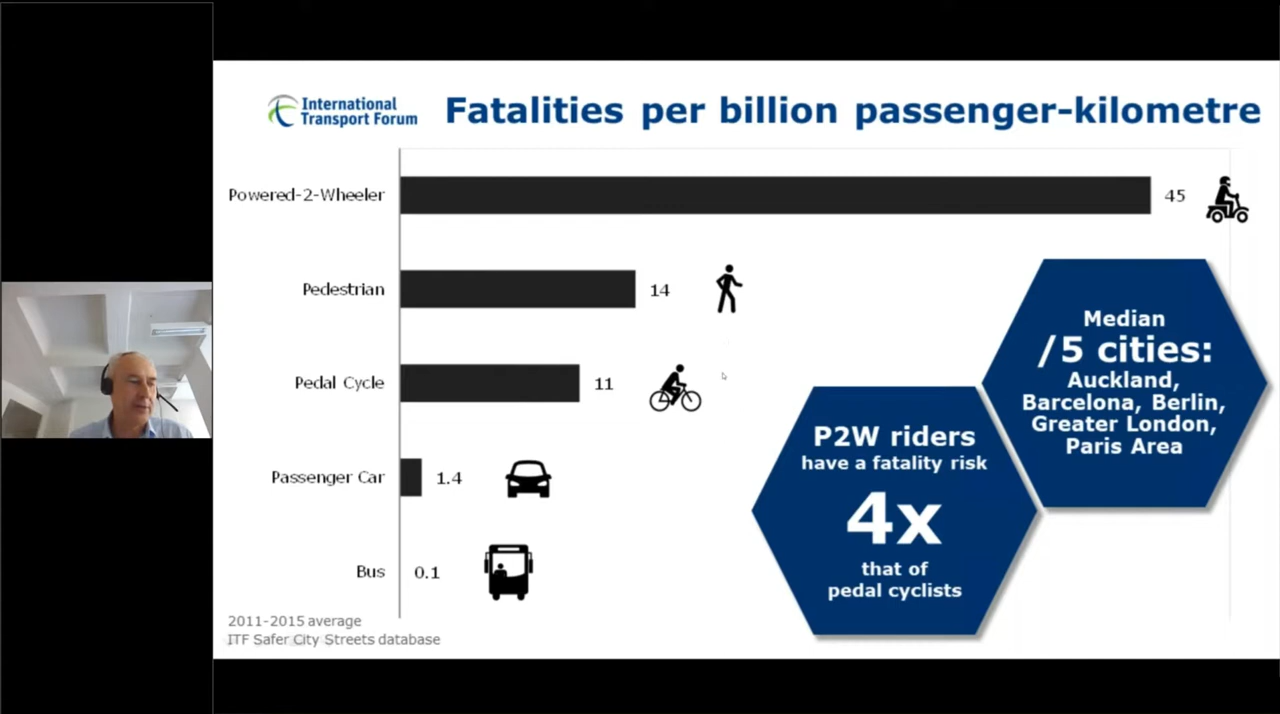 International
Transport Forum
Fatalities per billion passenger-kilometre
Powered-2-Wheeler
45
Pedestrian
14
Pedal Cycle
11
Passenger Car
1.4
Bus
0.1
Median
/5 cities:
Auckland,
Barcelona, Berlin,
Greater London,
Paris Area
P2W riders
have a fatality risk
4x
that of
pedal cyclists
2011-2015 average
ITF Safer City Streets database